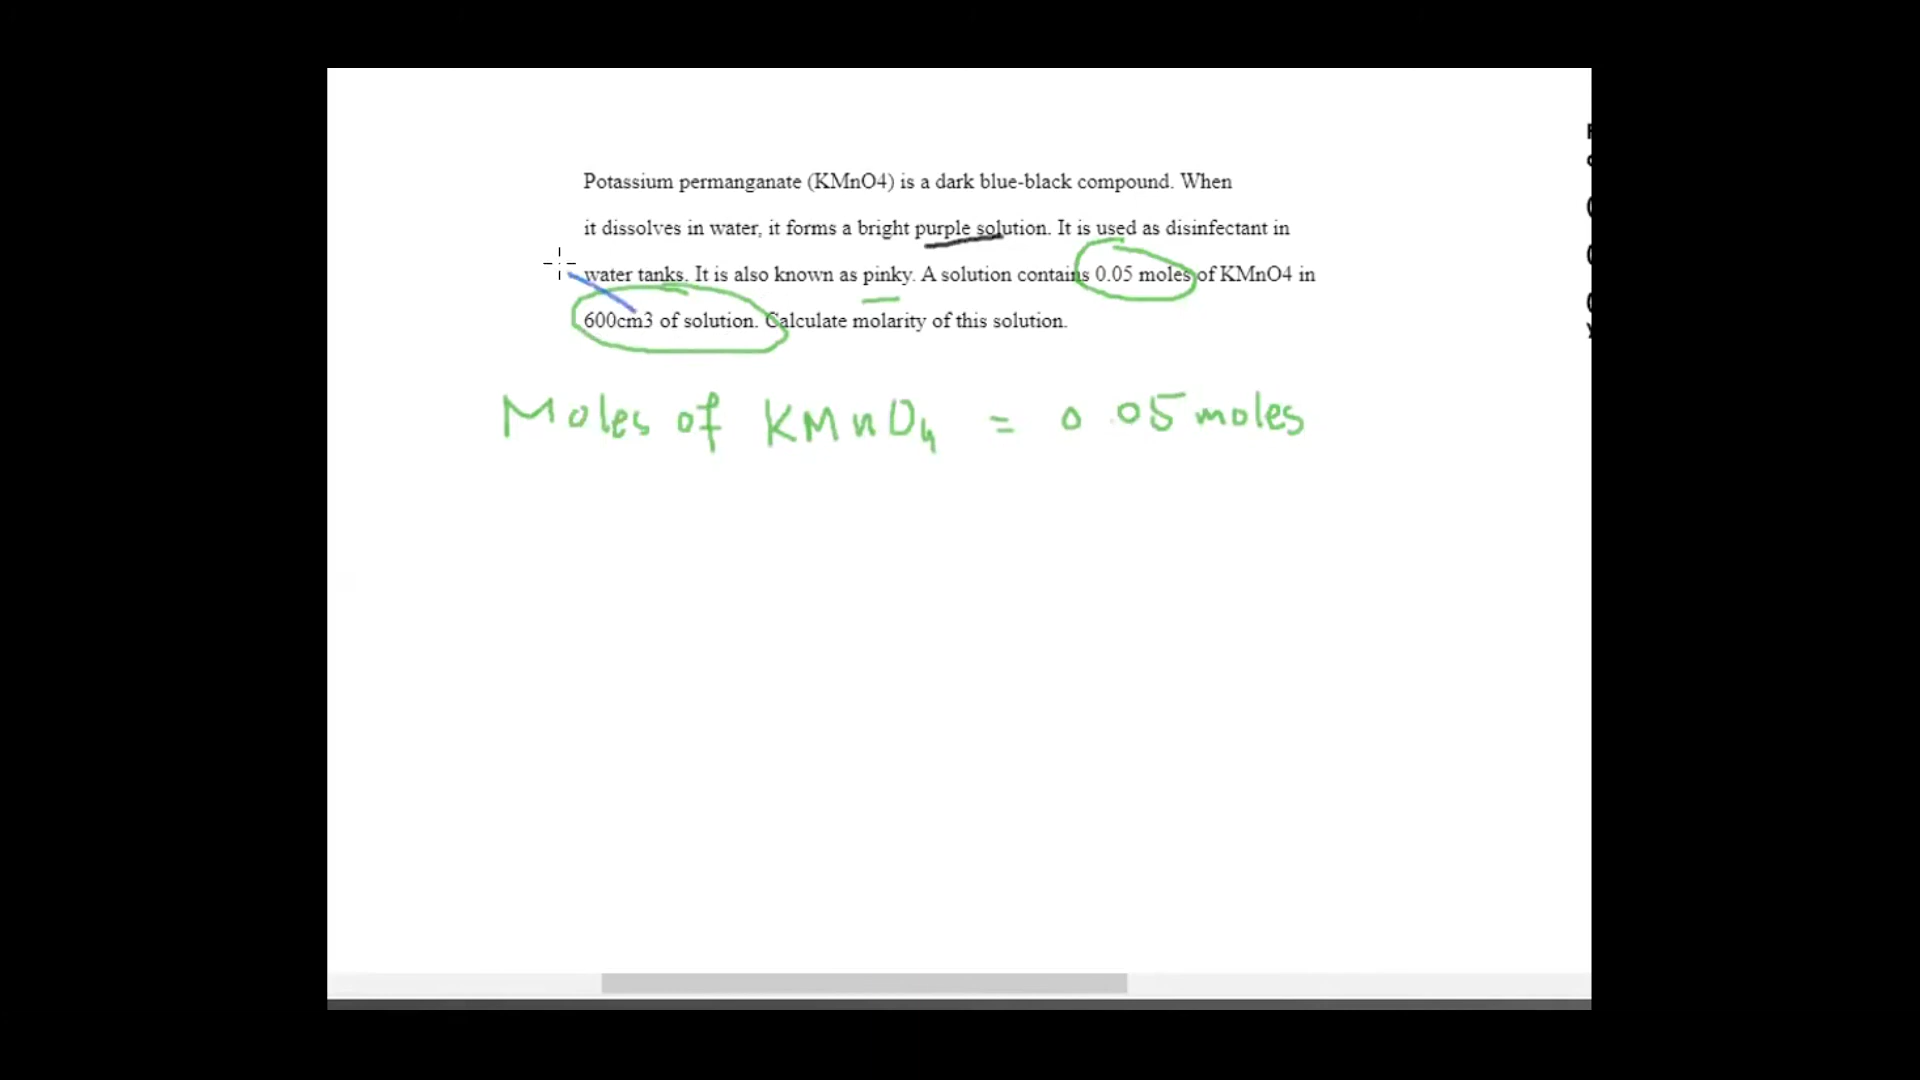 Potassium permanganate (KMnO4) is a dark blue-black compound. When
it dissolves in water, it forms a bright purple solution. It is used as disinfectant in
water tanks. It is also known as pinky. A solution contains 0.05 moles of KMnO4 in
600cm3 of solution. Calculate molarity of this solution.
Moles of KMnO4 = 0.05 moles